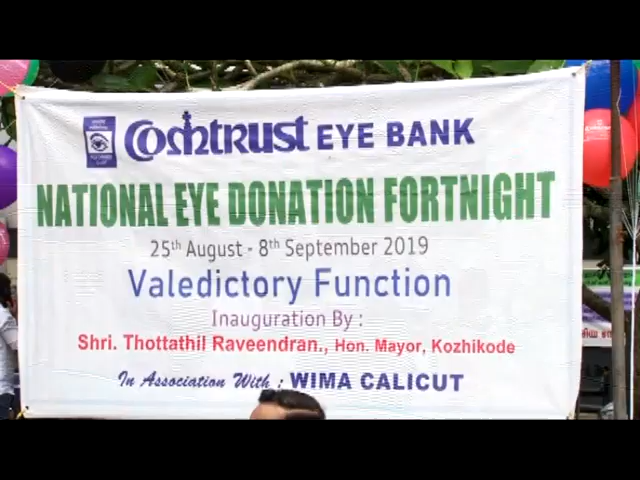 Comtrust EYE BANK
NATIONAL EYE DONATION FORTNIGHT
25th August - 8th September 2019
Valedictory Function
Inauguration By :
Shri. Thottathil Raveendran., Hon. Mayor, Kozhikode
In Association With : WIMA CALICUT